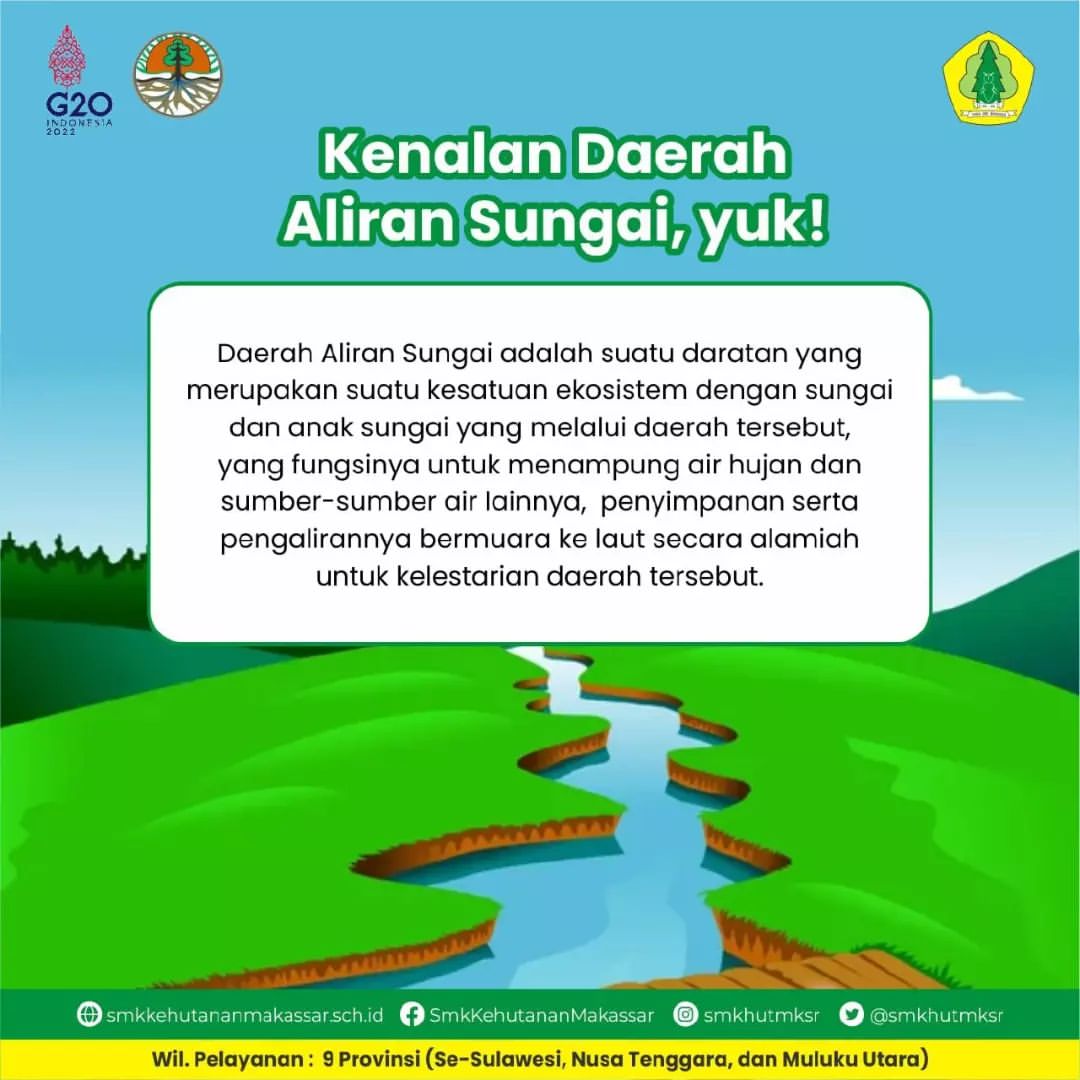 G20
INDONESIA
2022
Kenalan Daerah
Aliran Sungai, yuk!
Daerah Aliran Sungai adalah suatu daratan yang
merupakan suatu kesatuan ekosistem dengan sungai
dan anak sungai yang melalui daerah tersebut,
yang fungsinya untuk menampung air hujan dan
sumber-sumber air lainnya, penyimpanan serta
pengalirannya bermuara ke laut secara alamiah
untuk kelestarian daerah tersebut.
smkkehutananmakassar.sch.id SmkKehutananMakassar smkhutmksr @smkhutmksr
Wil. Pelayanan : 9 Provinsi (Se-Sulawesi, Nusa Tenggara, dan Muluku Utara)